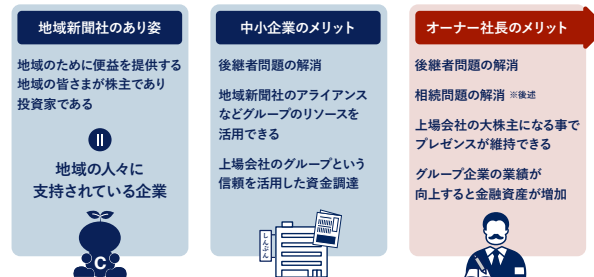 地域新聞社のあり姿
地域のために便益を提供する
地域の皆さまが株主であり
投資家である
=
地域の人々に
支持されている企業
C
中小企業のメリット
後継者問題の解消
地域新聞社のアライアンス
などグループのリソースを
活用できる
上場会社のグループという
信頼を活用した資金調達
しんぶん
オーナー社長のメリット
後継者問題の解消
相続問題の解消 ※後述
上場会社の大株主になる事で
プレゼンスが維持できる
グループ企業の業績が
向上すると金融資産が増加